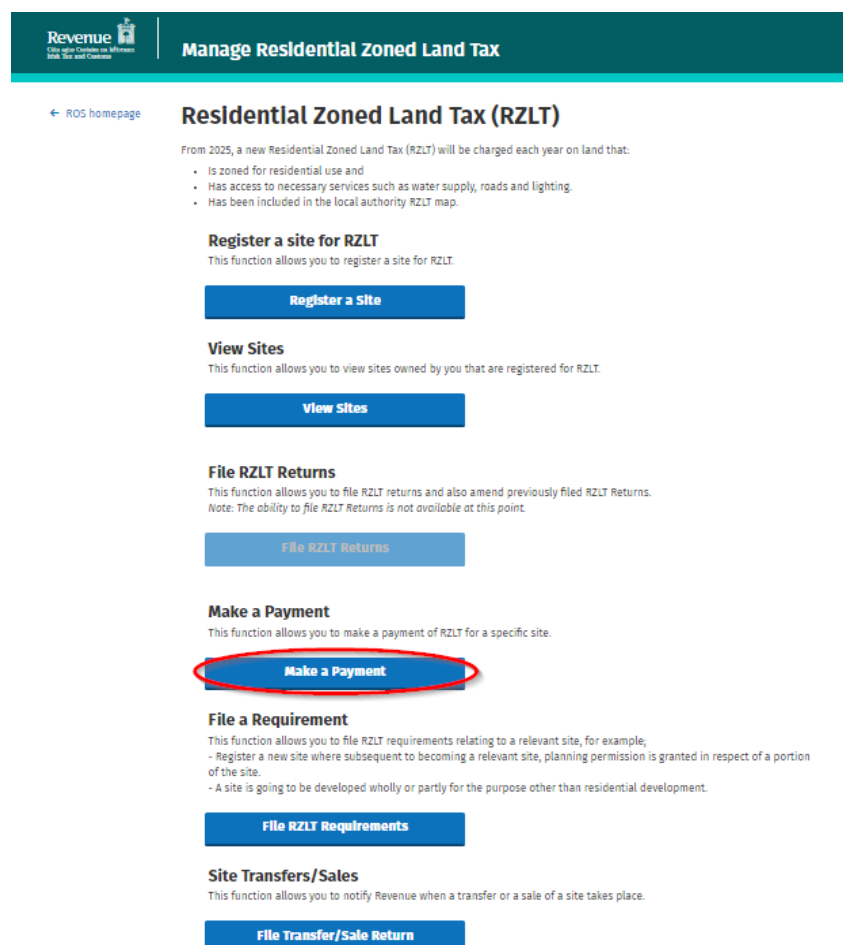 Revenue
Cáin agus Custaim na hÉireann
Irish Tax and Customs
Manage Residential Zoned Land Tax
← ROS homepage
Residential Zoned Land Tax (RZLT)
From 2025, a new Residential Zoned Land Tax (RZLT) will be charged each year on land that:
• Is zoned for residential use and
• Has access to necessary services such as water supply, roads and lighting.
• Has been included in the local authority RZLT map.
Register a site for RZLT
This function allows you to register a site for RZLT.
Register a Site
View Sites
This function allows you to view sites owned by you that are registered for RZLT.
View Sites
File RZLT Returns
This function allows you to file RZLT returns and also amend previously filed RZLT Returns.
Note: The ability to file RZLT Returns is not available at this point.
File RZLT Returns
Make a Payment
This function allows you to make a payment of RZLT for a specific site.
Make a Payment
File a Requirement
This function allows you to file RZLT requirements relating to a relevant site, for example;
- Register a new site where subsequent to becoming a relevant site, planning permission is granted in respect of a portion
of the site.
- A site is going to be developed wholly or partly for the purpose other than residential development.
File RZLT Requirements
Site Transfers/Sales
This function allows you to notify Revenue when a transfer or a sale of a site takes place.
File Transfer/Sale Return